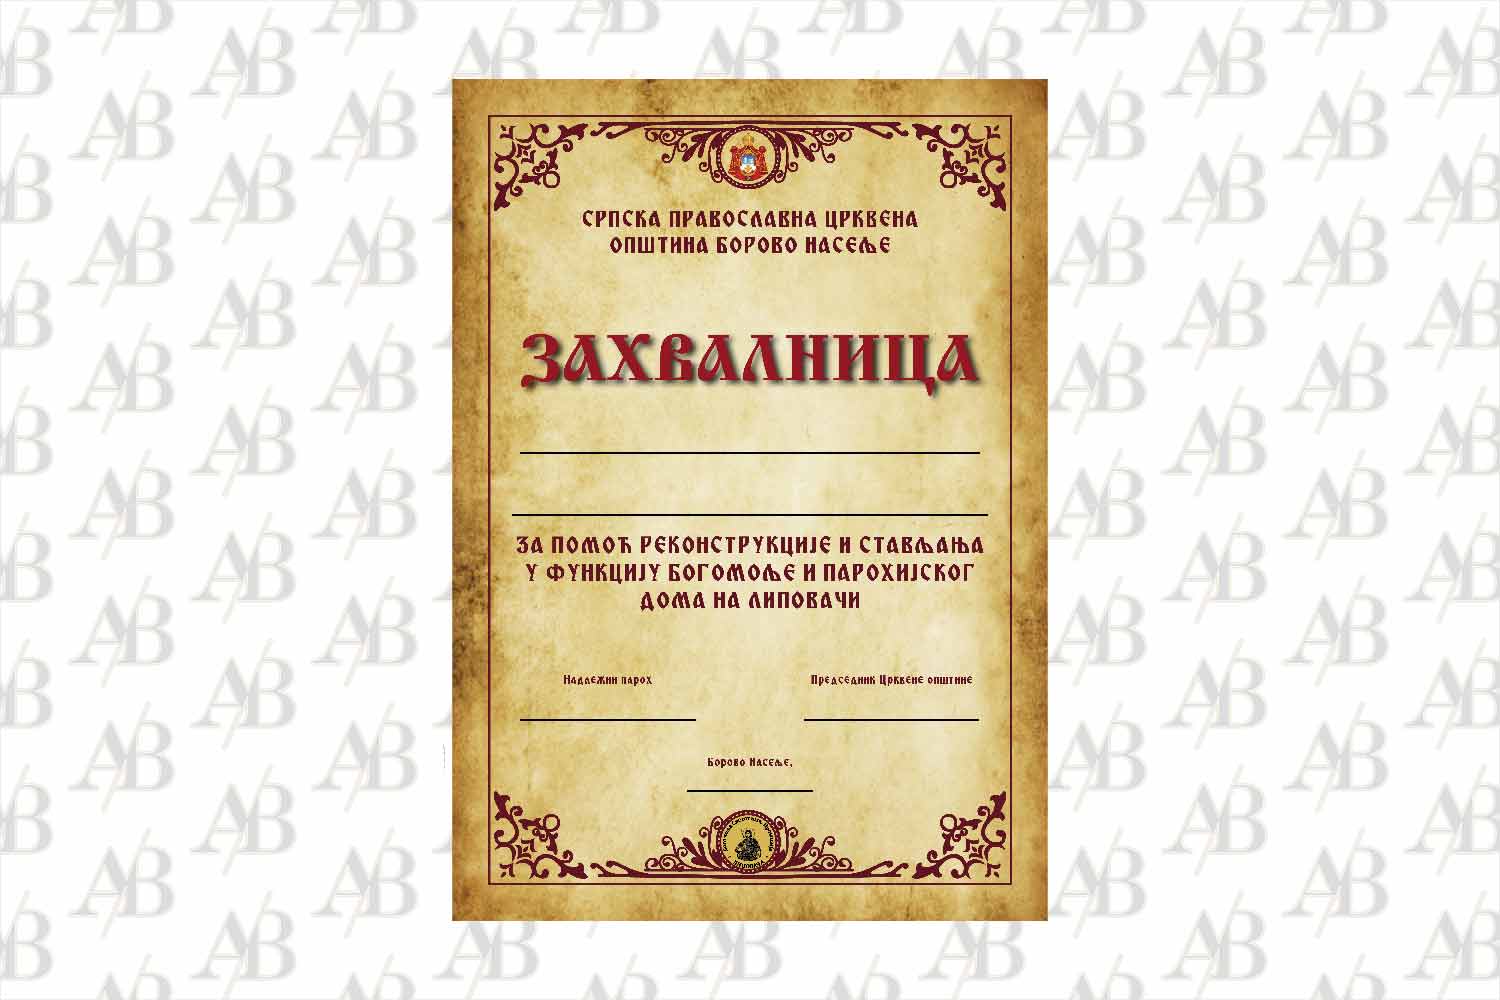 СРПСКА ПРАВОСЛАВНА ЦРКВЕНА
ОПШТИНА БОРОВО НАСЕЉЕ
ЗАХВАЛНИЦА
ЗА ПОМОЋ РЕКОНСТРУКЦИЈЕ И СТАВЉАЊА
У ФУНКЦИЈУ БОГОМОЉЕ И ПАРОХИЈСКОГ
ДОМА НА ЛИПОВАЧИ
Надлежни парох
Председник Црквене општине
Борово Насеље,